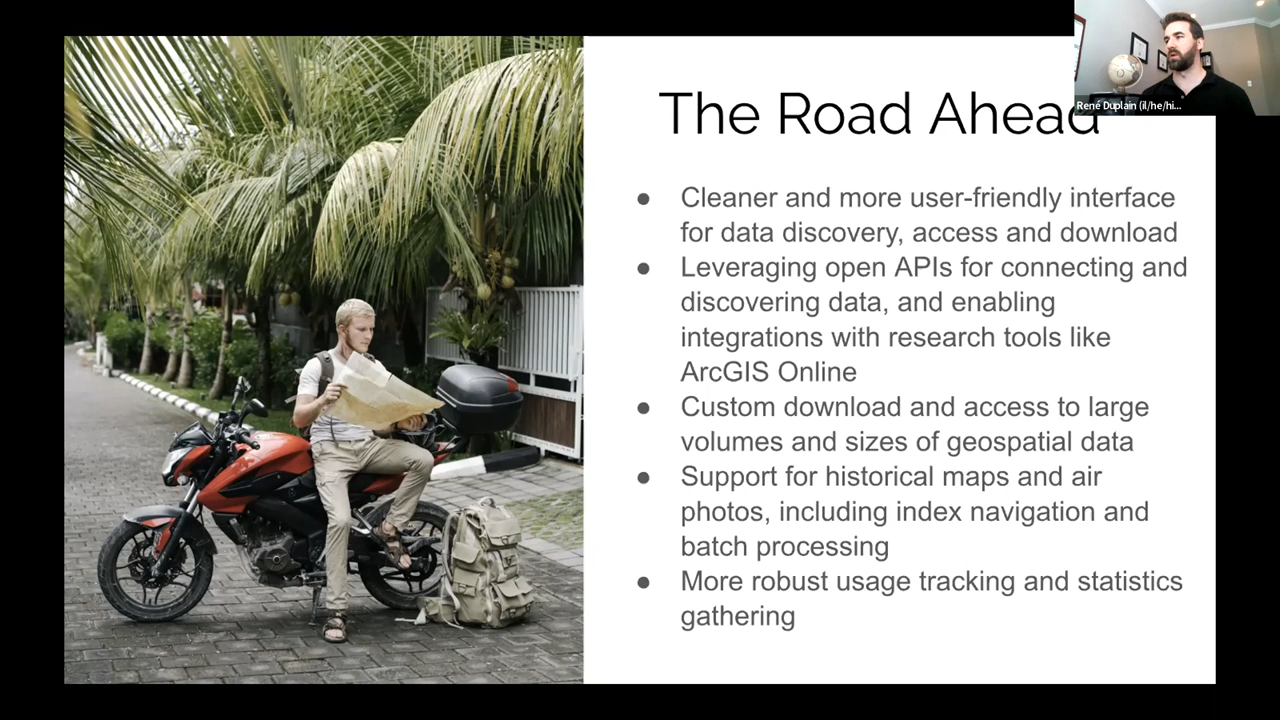 The Road Ahead
René Duplain (il/he/hi...
● Cleaner and more user-friendly interface
for data discovery, access and download
● Leveraging open APIs for connecting and
discovering data, and enabling
integrations with research tools like
ArcGIS Online
● Custom download and access to large
volumes and sizes of geospatial data
● Support for historical maps and air
photos, including index navigation and
batch processing
● More robust usage tracking and statistics
gathering